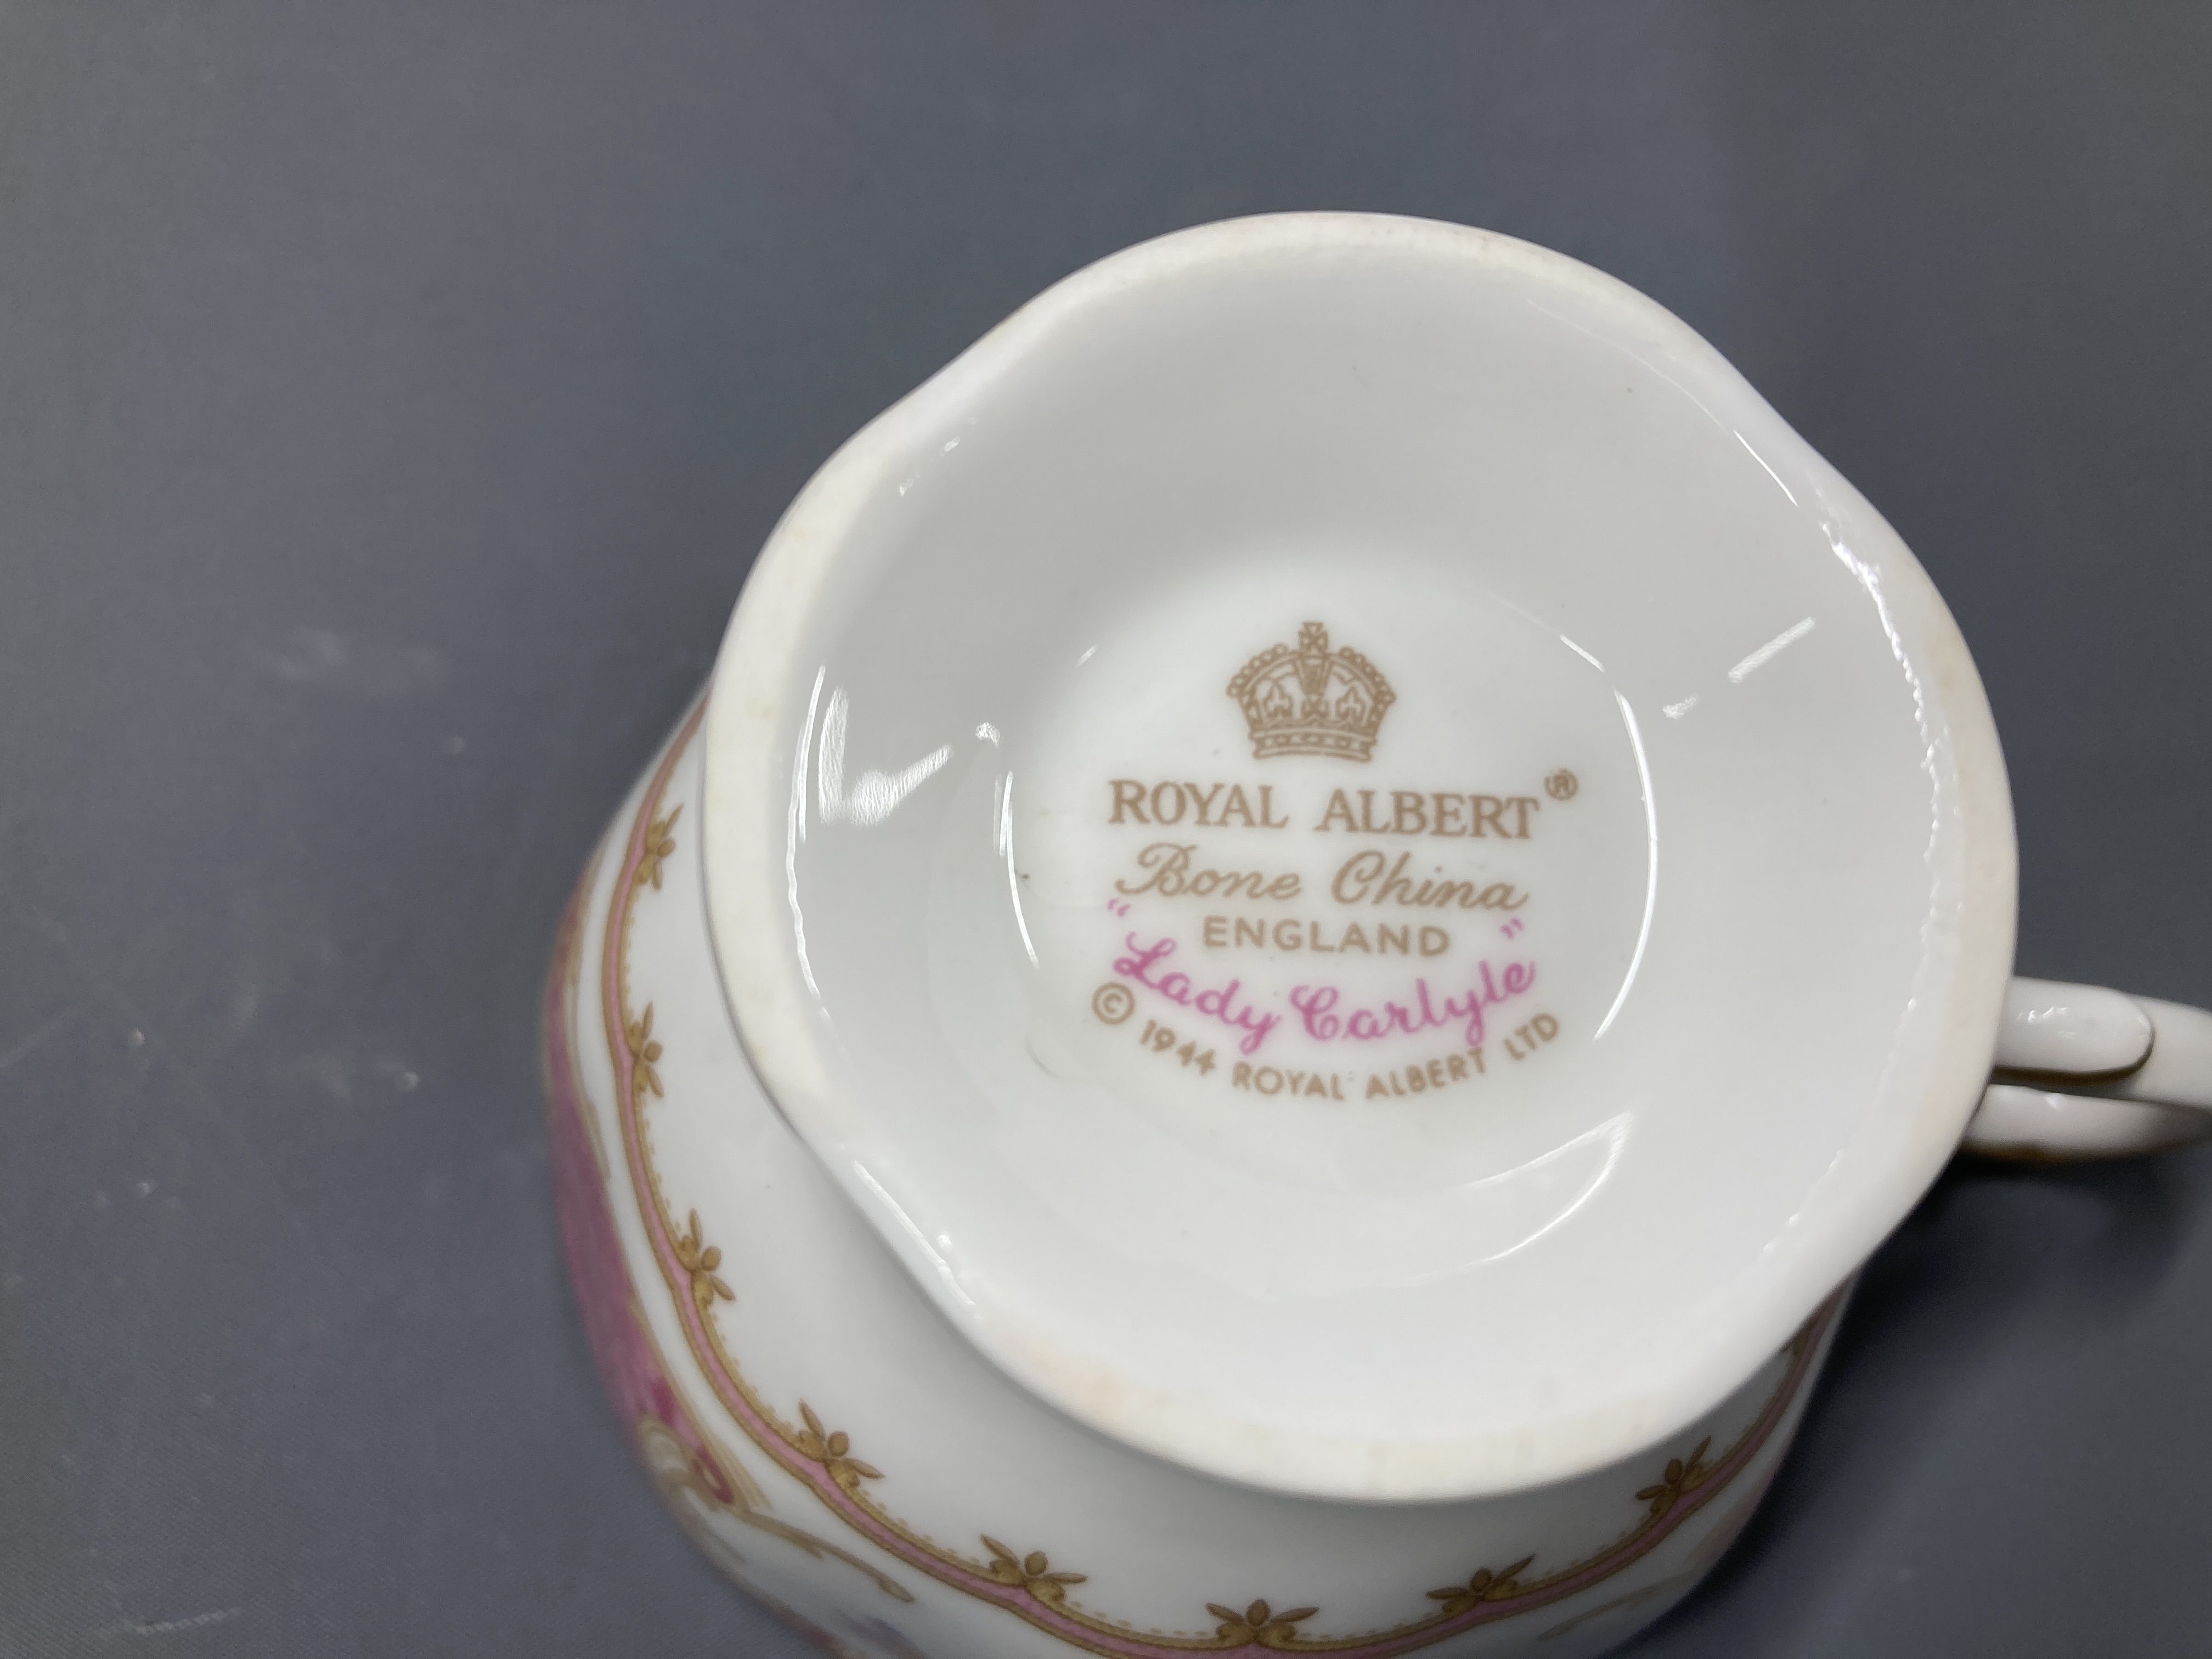 ROYAL ALBERT®
Bone China
ENGLAND
"Lady Carlyle"
© 1944 ROYAL ALBERT LTD